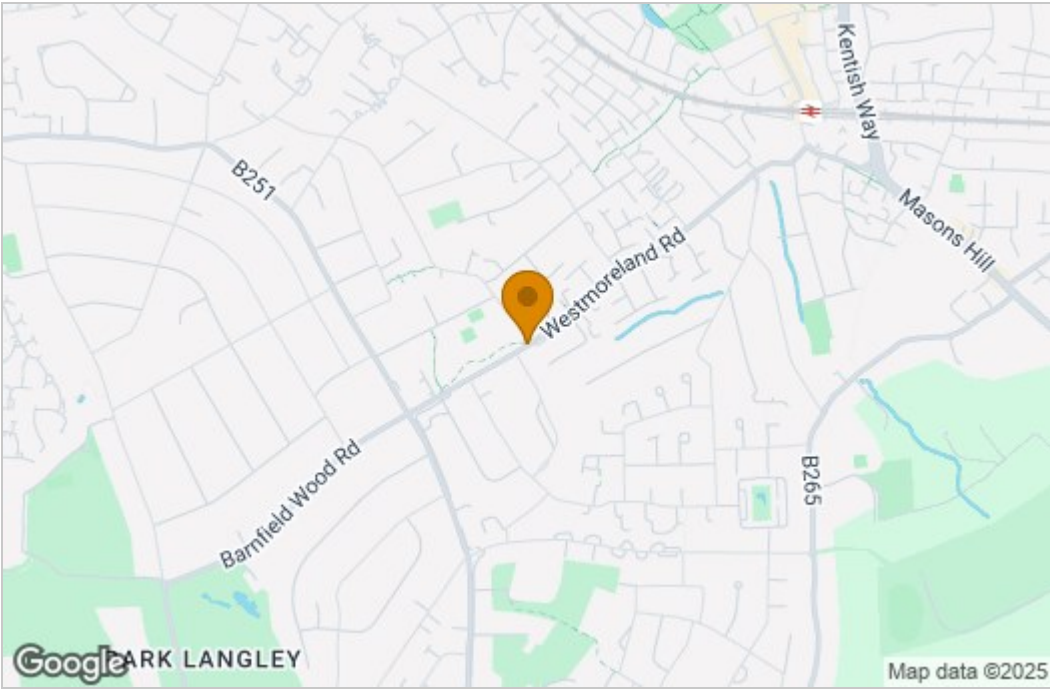 Kentish Way
B251
Masons Hill
Westmoreland Rd
Barnfield Wood Rd
B265
Google
PARK LANGLEY
Map data ©2025